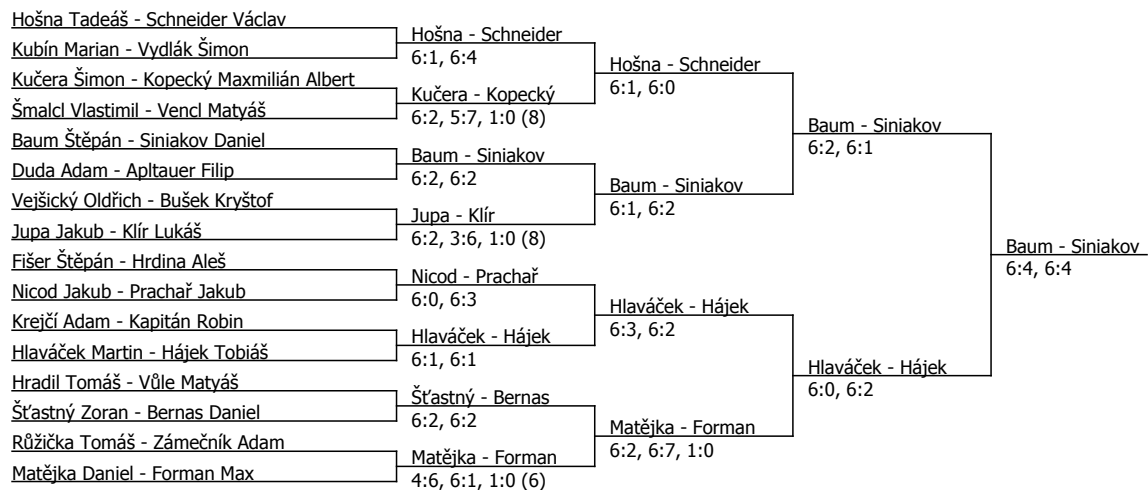 Hošna Tadeáš - Schneider Václav
Kubín Marian - Vydlák Šimon
Kučera Šimon - Kopecký Maxmilián Albert
Šmalcl Vlastimil - Vencl Matyáš
Baum Štěpán - Siniakov Daniel
Duda Adam - Apltauer Filip
Vejšický Oldřich - Bušek Kryštof
Jupa Jakub - Klír Lukáš
Fišer Štěpán - Hrdina Aleš
Nicod Jakub - Prachař Jakub
Krejčí Adam - Kapitán Robin
Hlaváček Martin - Hájek Tobiáš
Hradil Tomáš - Vůle Matyáš
Šťastný Zoran - Bernas Daniel
Růžička Tomáš - Zámečník Adam
Matějka Daniel - Forman Max
Hošna - Schneider
6:1, 6:4
Kučera - Kopecký
6:2, 5:7, 1:0 (8)
Baum - Siniakov
6:2, 6:2
Jupa - Klír
6:2, 3:6, 1:0 (8)
Nicod - Prachař
6:0, 6:3
Hlaváček - Hájek
6:1, 6:1
Šťastný - Bernas
6:2, 6:2
Matějka - Forman
4:6, 6:1, 1:0 (6)
Hošna - Schneider
6:1, 6:0
Baum - Siniakov
6:1, 6:2
Hlaváček - Hájek
6:3, 6:2
Matějka - Forman
6:2, 6:7, 1:0
Baum - Siniakov
6:2, 6:1
Hlaváček - Hájek
6:0, 6:2
Baum - Siniakov
6:4, 6:4